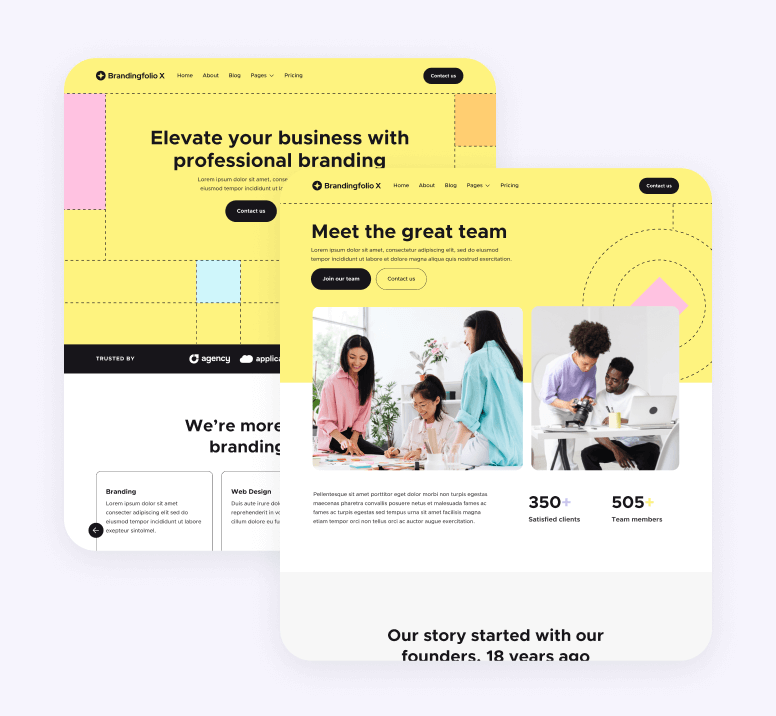 Brandingfolio X Home About Blog Pages Pricing Contact us
Elevate your business with
professional branding
Lorem ipsum dolor sit amet,
eiusmod tempor incididunt ut
Contact us
TRUSTED BY agency
We're more
branding
Branding
Lorem ipsum dolor sit amet
consecter adipiscing elit sed do
eiusmod tempor incididunt ut labore
exepteur sintoimel.
Web Design
Duis aute irure
reprehenderit in
cillum dolore eu
Brandingfolio X Home About Blog Pages Pricing Contact us
Meet the great team
Lorem ipsum dolor sit amet, consectetur adipiscing elit, sed do eiusmod
tempor incididunt ut labore et dolore magna aliqua quis nostrud exercitation.
Join our team Contact us
Pellentesque sit amet porttitor eget dolor morbi non turpis egestas
maecenas pharetra convallis posuere netus et malesuada fames ac
fames ac turpis egestas sed tempus urna sit amet facilisis magna
etiam tempor orci non tellus orci ac auctor augue exercitation.
350+ 505+
Satisfied clients Team members
Our story started with our
founders, 18 years ago